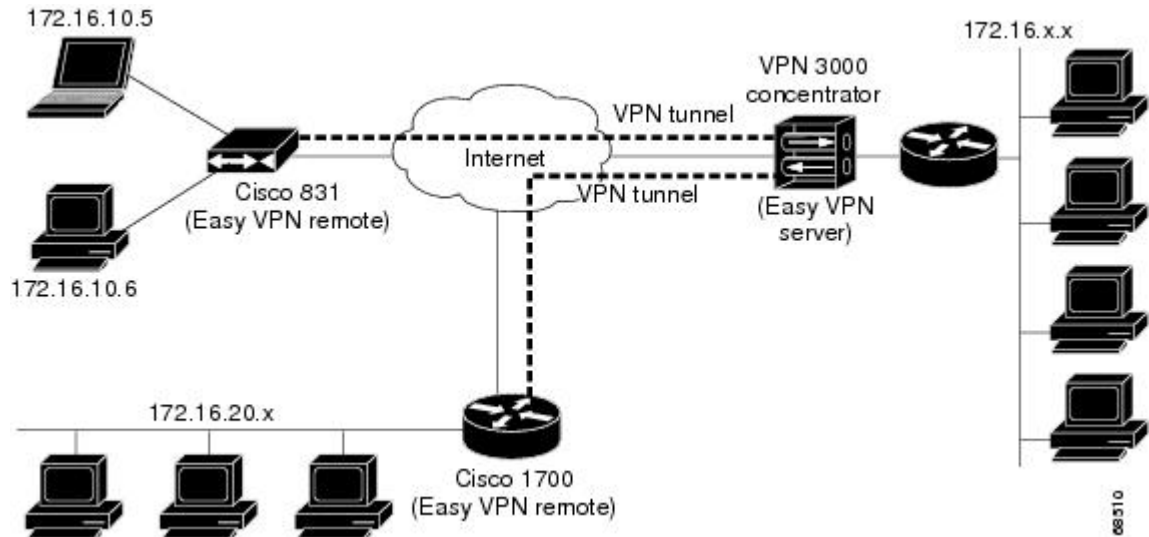 172.16.10.5
172.16.x.x
VPN 3000
concentrator
VPN tunnel
Internet
VPN tunnel
Cisco 831
(Easy VPN remote)
(Easy VPN
server)
172.16.10.6
172.16.20.x
Cisco 1700
(Easy VPN remote)
68510